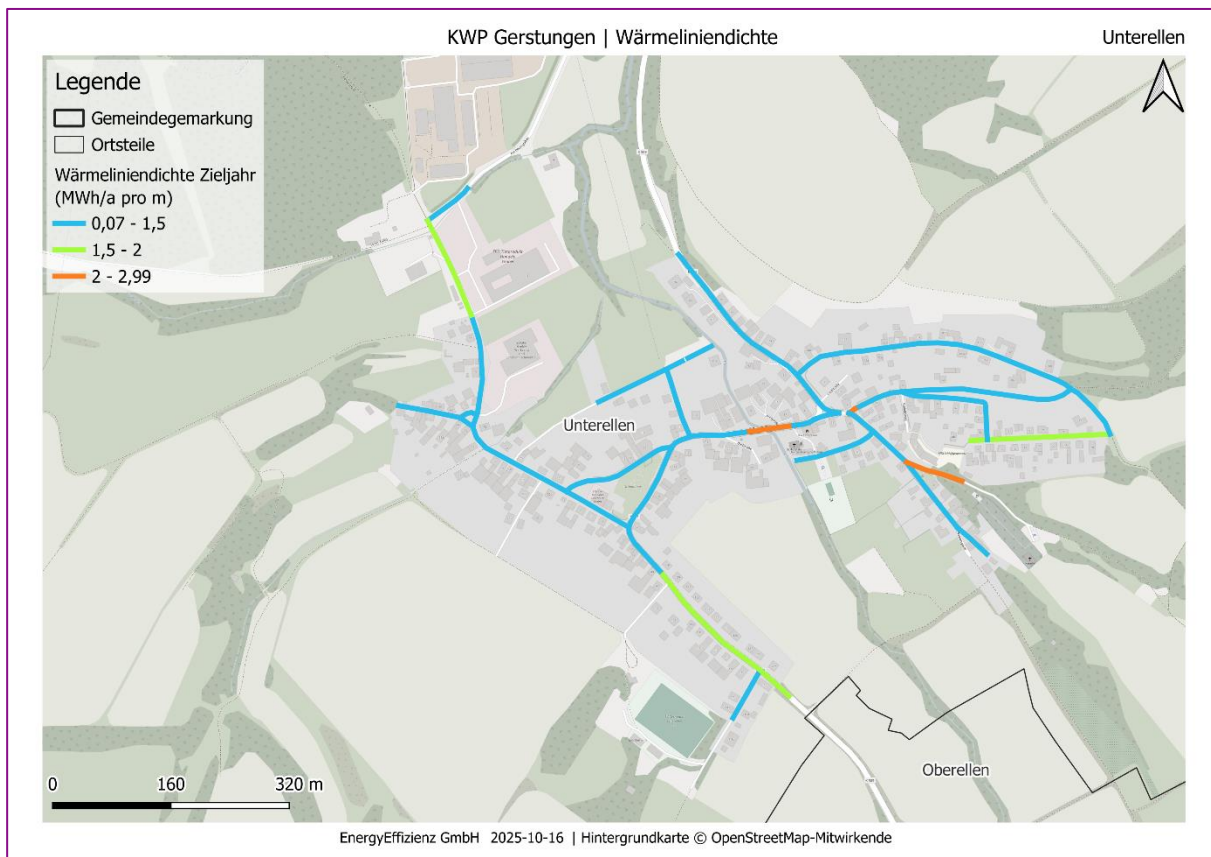 KWP Gerstungen | Wärmeliniendichte
Unterellen
Legende
Gemeindegemarkung
Ortsteile
Wärmeliniendichte Zieljahr
(MWh/a pro m)
0,07 - 1,5
1,5 - 2
2 - 2,99
Unterellen
Oberellen
0 160 320 m
EnergyEffizienz GmbH 2025-10-16 | Hintergrundkarte © OpenStreetMap-Mitwirkende